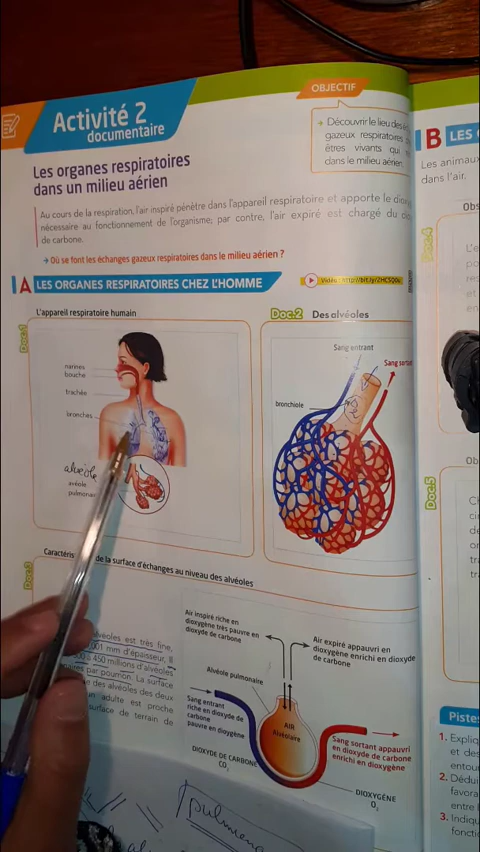 Activité 2
documentaire
OBJECTIF
Découvrir le lieu des
gazeux respiratoires
êtres vivants qui
dans le milieu aérien.
Les organes respiratoires
dans un milieu aérien
Au cours de la respiration, l'air inspiré pénètre dans l'appareil respiratoire et apporte le
nécessaire au fonctionnement de l'organisme; par contre, l'air expiré est chargé du
de carbone.
Où se font les échanges gazeux respiratoires dans le milieu aérien ?
A LES ORGANES RESPIRATOIRES CHEZ L'HOMME
Doc.1
L'appareil respiratoire humain
narines
bouche
trachée
bronches
alvéole
pulmonaire
Doc.2 Des alvéoles
Sang entrant
Sang sortant
bronchiole
Doc.3
de la surface d'échanges au niveau des alvéoles
alvéoles est très fine,
mm d'épaisseur. Il
à 450 millions d'alvéoles
par poumon. La surface
des alvéoles des deux
adulte est proche
surface de terrain de
Air inspiré riche en
dioxygène très pauvre en
dioxyde de carbone
Air expiré appauvri en
dioxygène enrichi en dioxyde
de carbone
Alvéole pulmonaire
Sang entrant
riche en dioxyde de
carbone
pauvre en dioxygène
AIR
Alvéolaire
Sang sortant appauvri
en dioxyde de carbone
enrichi en dioxygène
DIOXYDE DE CARBONE
CO₂
DIOXYGÈNE
O₂
B LES
Les animaux
dans l'air.
Doc.4
Doc.5
Pistes
1.
et des
2.
favora
entre
3. Indiqu
foncti